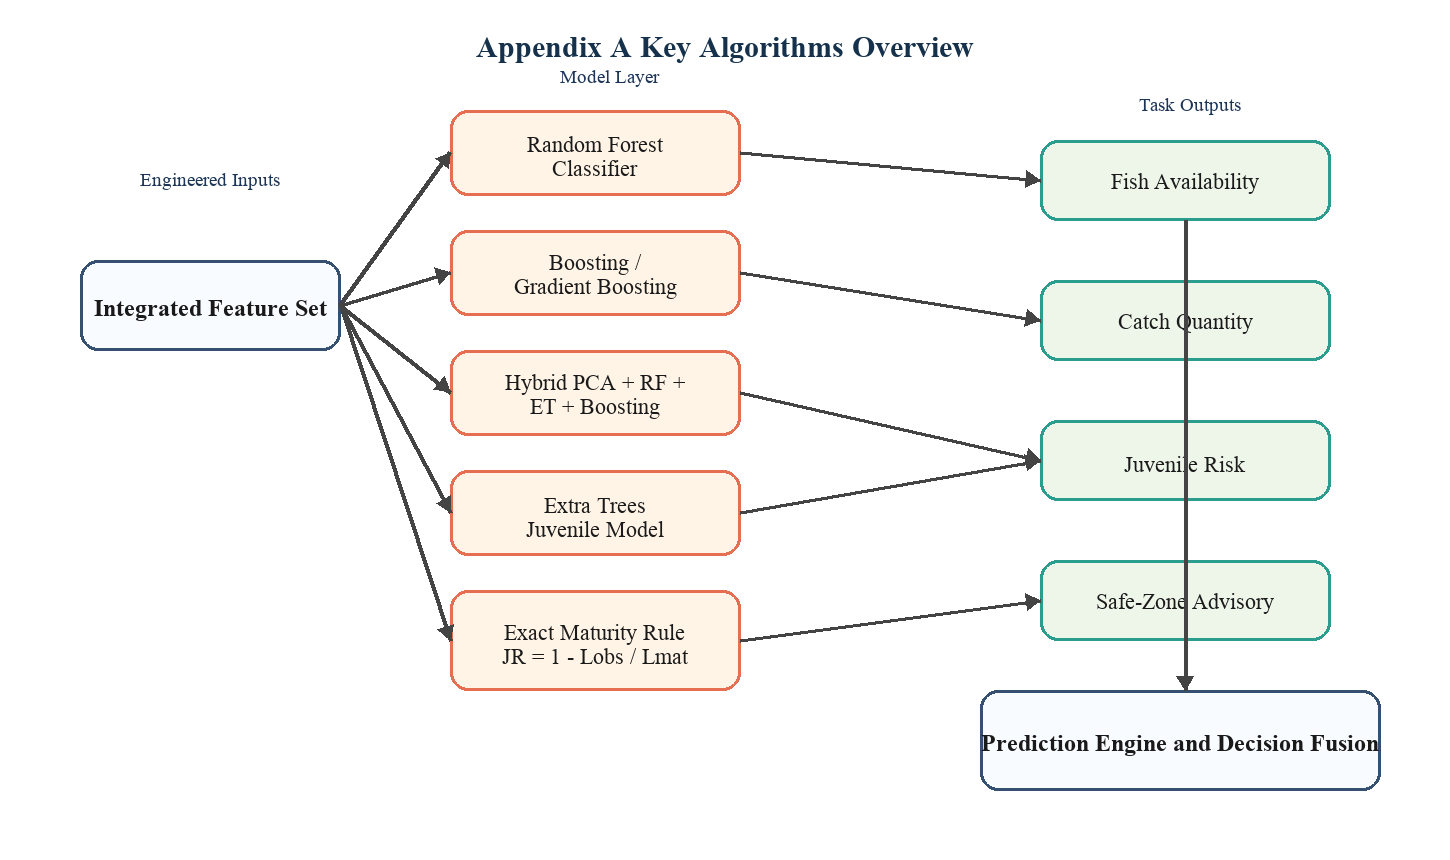 Appendix A Key Algorithms Overview
Model Layer
Task Outputs
Engineered Inputs
Integrated Feature Set
Random Forest
Classifier
Boosting /
Gradient Boosting
Hybrid PCA + RF +
ET + Boosting
Extra Trees
Juvenile Model
Exact Maturity Rule
JR = 1 - Lobs / Lmat
Fish Availability
Catch Quantity
Juvenile Risk
Safe-Zone Advisory
Prediction Engine and Decision Fusion